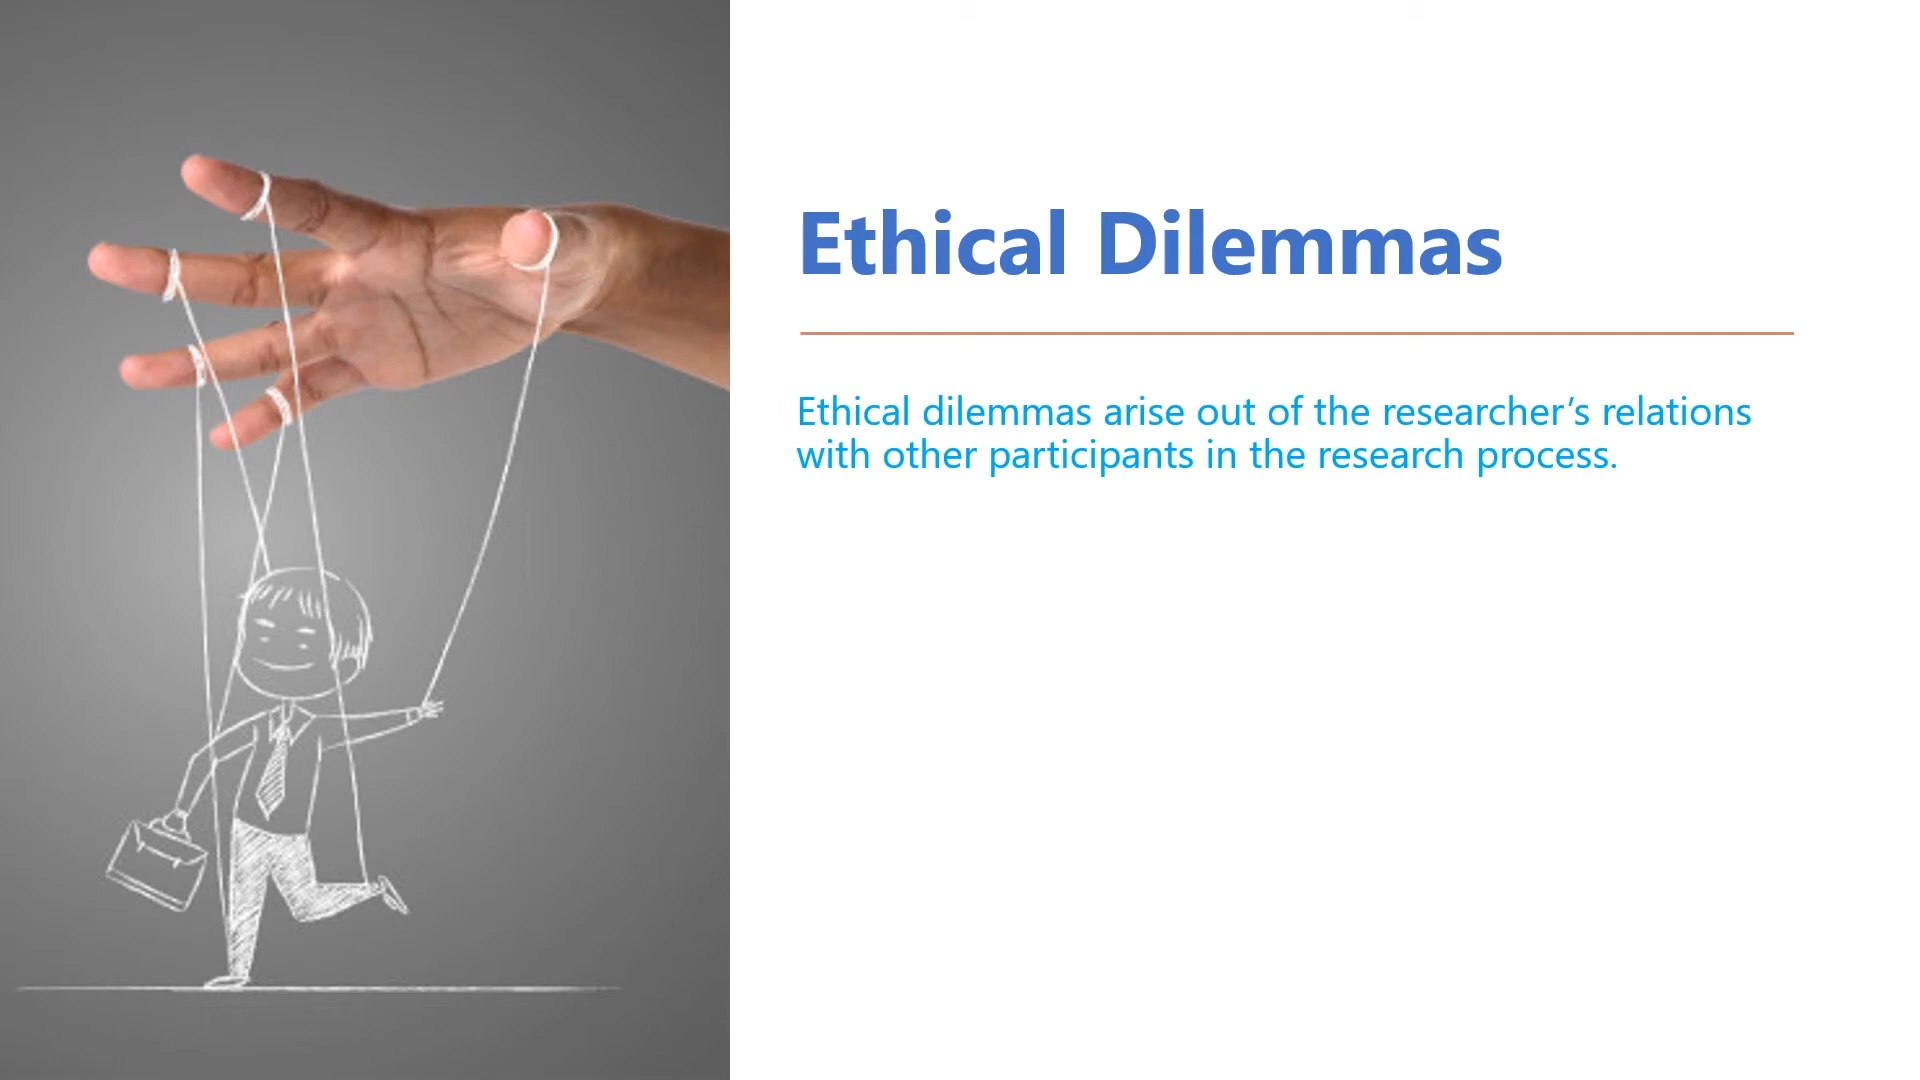 Ethical Dilemmas
Ethical dilemmas arise out of the researcher’s relations
with other participants in the research process.